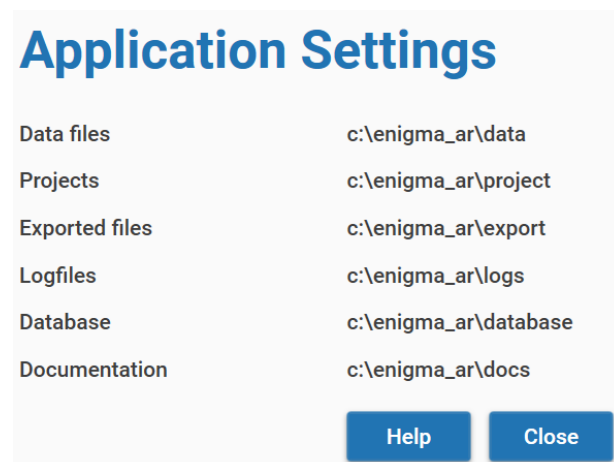 Application Settings
Data files c:\enigma_ar\data
Projects c:\enigma_ar\project
Exported files c:\enigma_ar\export
Logfiles c:\enigma_ar\logs
Database c:\enigma_ar\database
Documentation c:\enigma_ar\docs
Help Close